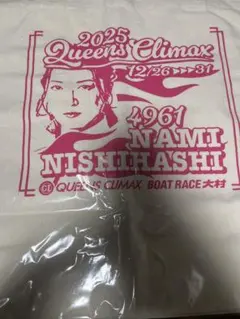 2025
Queens Climax
12/26>>>31
4961
NAMI
NISHIHASHI
QUEENS CLIMAX BOAT RACE 大村